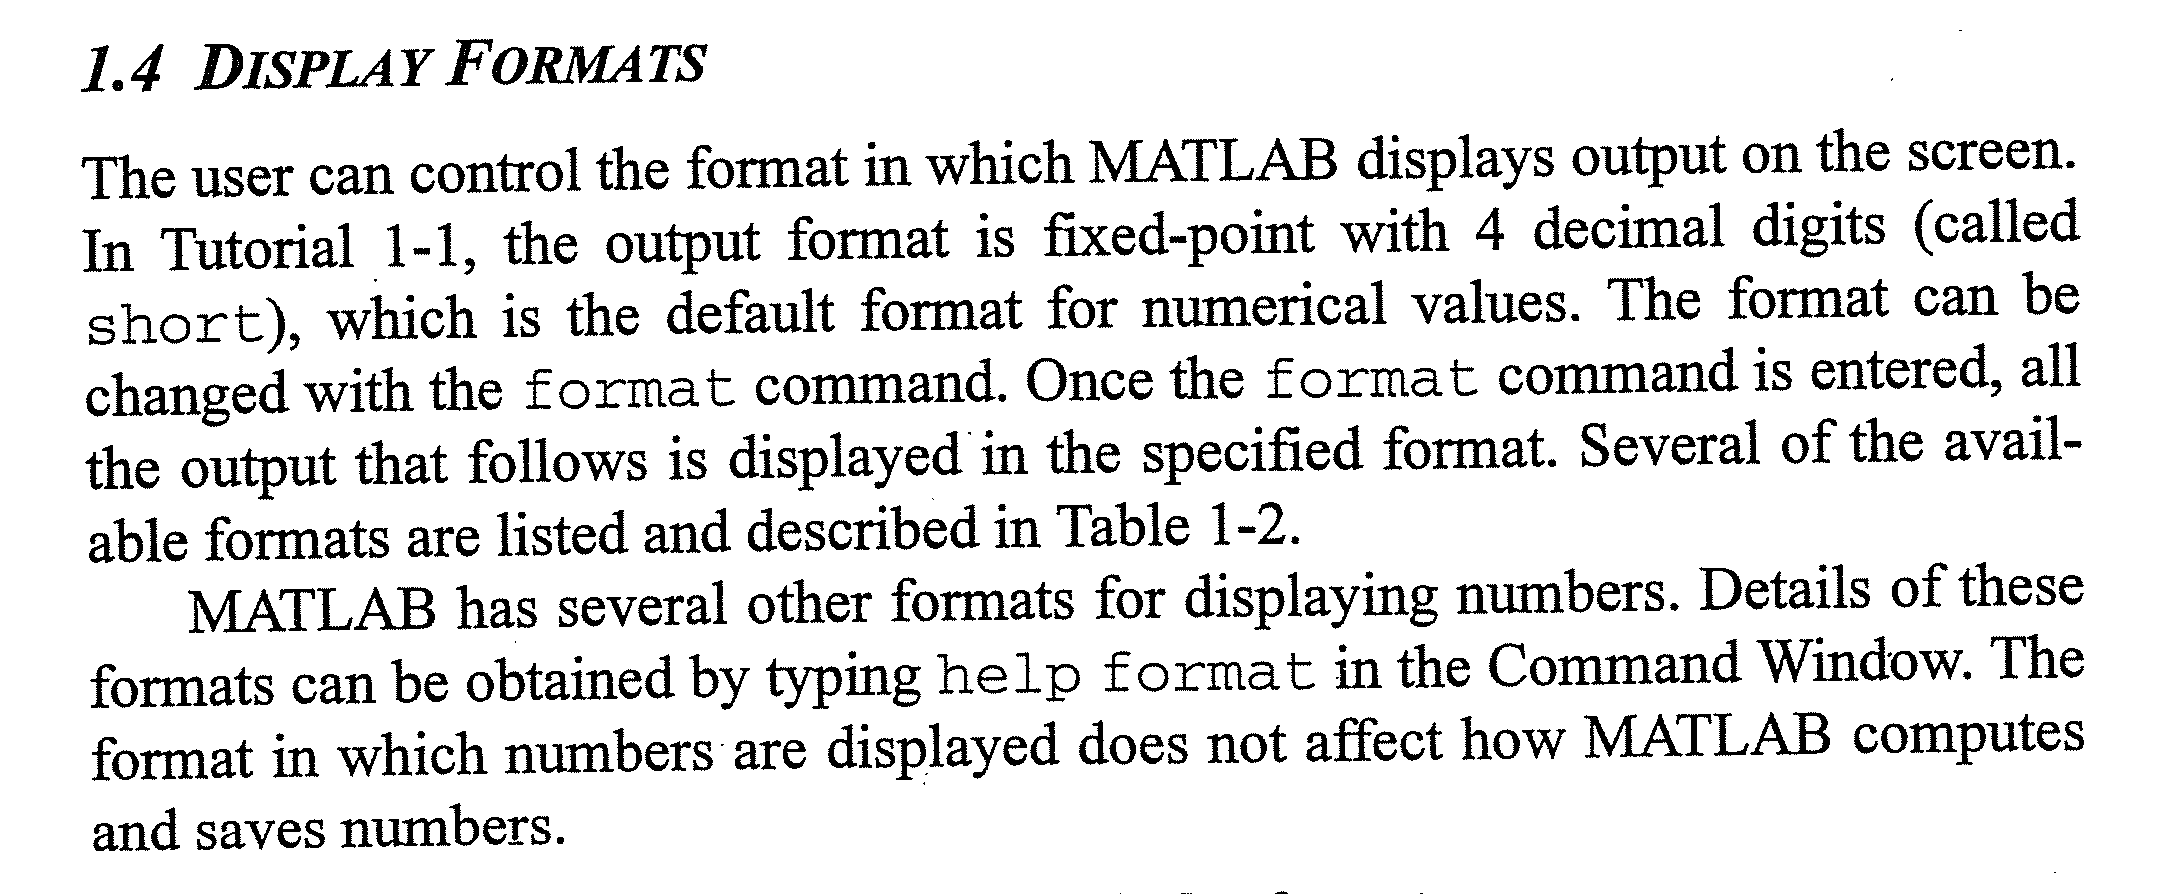 1.4 DISPLAY FORMATS
The user can control the format in which MATLAB displays output on the screen.
In Tutorial 1-1, the output format is fixed-point with 4 decimal digits (called
short), which is the default format for numerical values. The format can be
changed with the format command. Once the format command is entered, all
the output that follows is displayed in the specified format. Several of the avail-
able formats are listed and described in Table 1-2.
MATLAB has several other formats for displaying numbers. Details of these
formats can be obtained by typing help format in the Command Window. The
format in which numbers are displayed does not affect how MATLAB computes
and saves numbers.